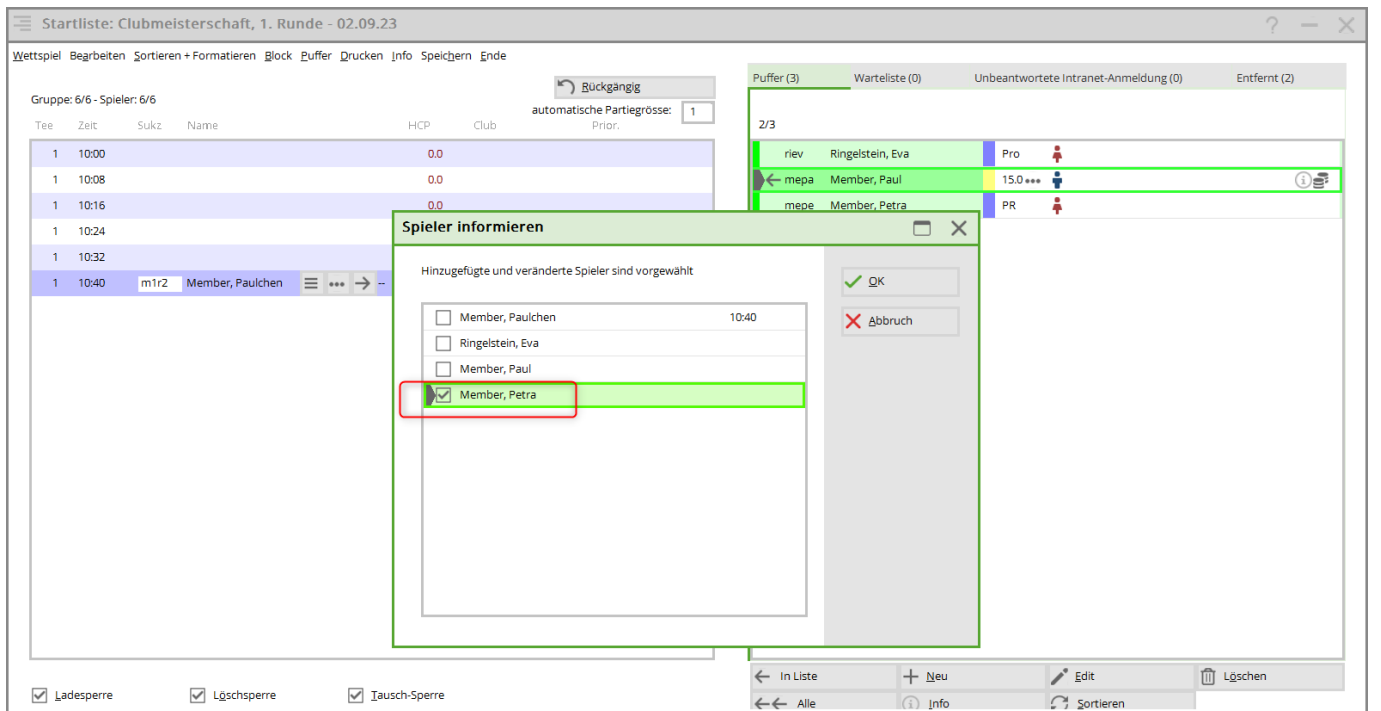 Startliste: Clubmeisterschaft, 1. Runde - 02.09.23
Wettspiel Bearbeiten Sortieren + Formatieren Block Puffer Drucken Info Speichern Ende
Rückgängig
Gruppe: 6/6 - Spieler: 6/6
automatische Partiegrösse: 1
Tee Zeit Sukz Name HCP Club Prior.
1 10:00 0.0
1 10:08 0.0
1 10:16 0.0
1 10:24
1 10:32
1 10:40 m1r2 Member, Paulchen --
Puffer (3) Warteliste (0) Unbeantwortete Intranet-Anmeldung (0) Entfernt (2)
2/3
riev Ringelstein, Eva Pro
mepa Member, Paul 15.0
mepe Member, Petra PR
Spieler informieren
Hinzugefügte und veränderte Spieler sind vorgewählt
Member, Paulchen 10:40
Ringelstein, Eva
Member, Paul
Member, Petra
OK
Abbruch
Ladesperre Löschsperre Tausch-Sperre
In Liste Neu Edit Löschen
Alle Info Sortieren